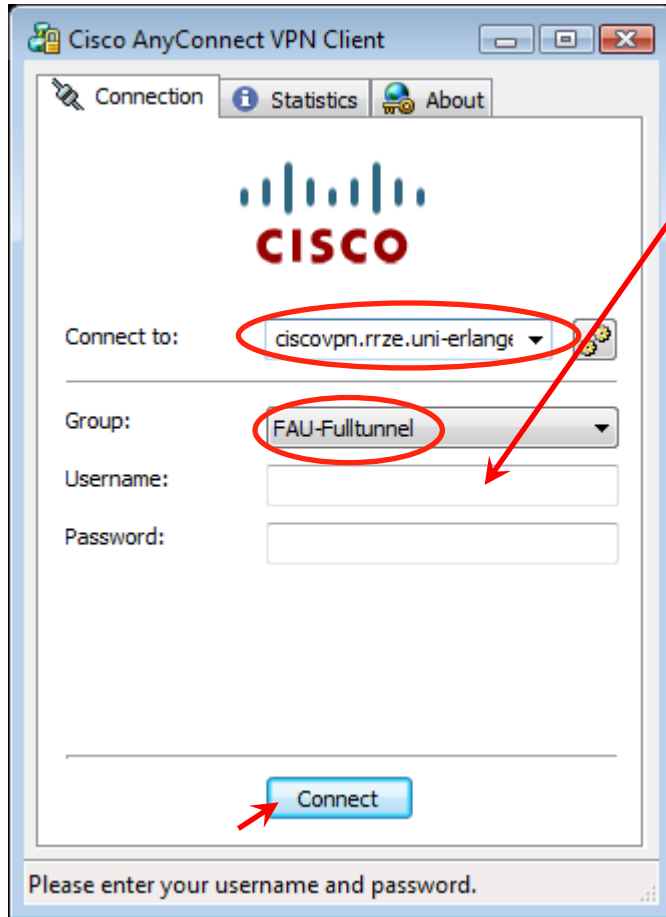 Cisco AnyConnect VPN Client
Connection Statistics About
CISCO
Connect to: ciscovpn.rrze.uni-erlange
Group: FAU-Fulltunnel
Username:
Password:
Connect
Please enter your username and password.